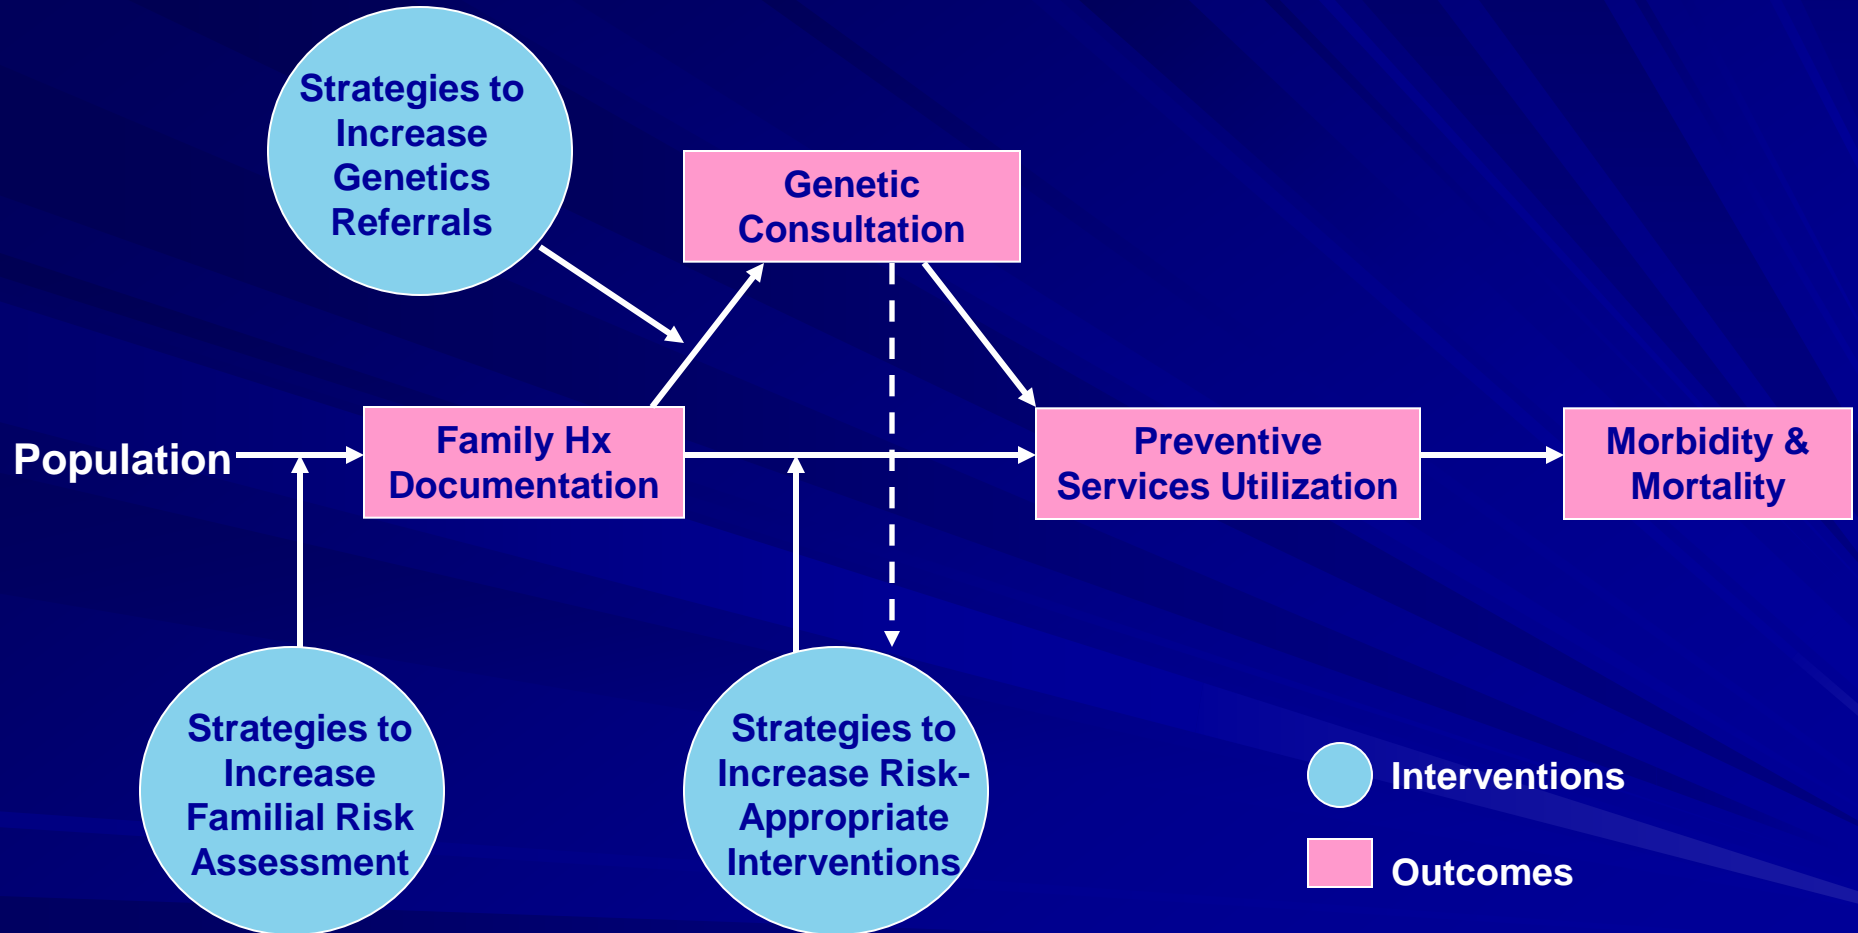 Strategies to
Increase
Genetics
Referrals
Genetic
Consultation
Population
Family Hx
Documentation
Preventive
Services Utilization
Morbidity &
Mortality
Strategies to
Increase
Familial Risk
Assessment
Strategies to
Increase Risk-
Appropriate
Interventions
Interventions
Outcomes